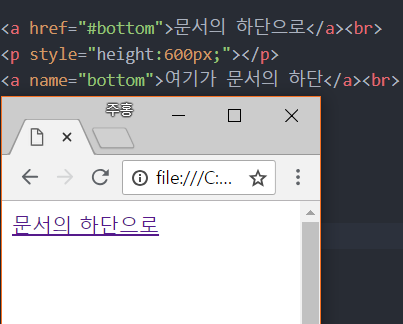 <a href="#bottom">문서의 하단으로</a><br>
<p style="height:600px;"></p>
<a name="bottom">여기가 문서의 하단</a><br>
주홍
file:///C:...
문서의 하단으로